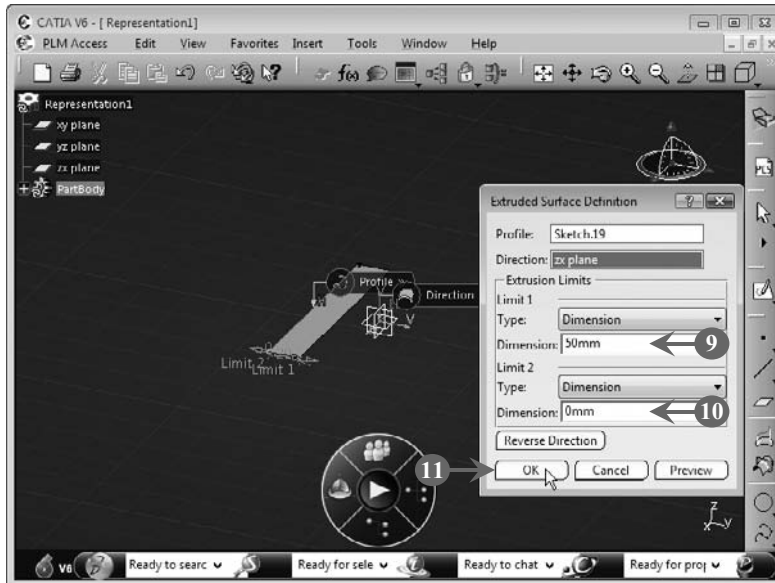 CATIA V6 - [ Representation1]
PLM Access Edit View Favorites Insert Tools Window Help
f(x)
Representation1
xy plane
yz plane
zx plane
PartBody
PLS
Extruded Surface Definition
Profile: Sketch.19
Direction: zx plane
Extrusion Limits
Limit 1
Type: Dimension
Dimension: 50mm
9
Limit 2
Type: Dimension
Dimension: 0mm
10
Reverse Direction
11
OK Cancel Preview
Profile
Direction
Limit 2
Limit 1
z
y
V6
Ready to searc
Ready for sele
Ready to chat
Ready for proj